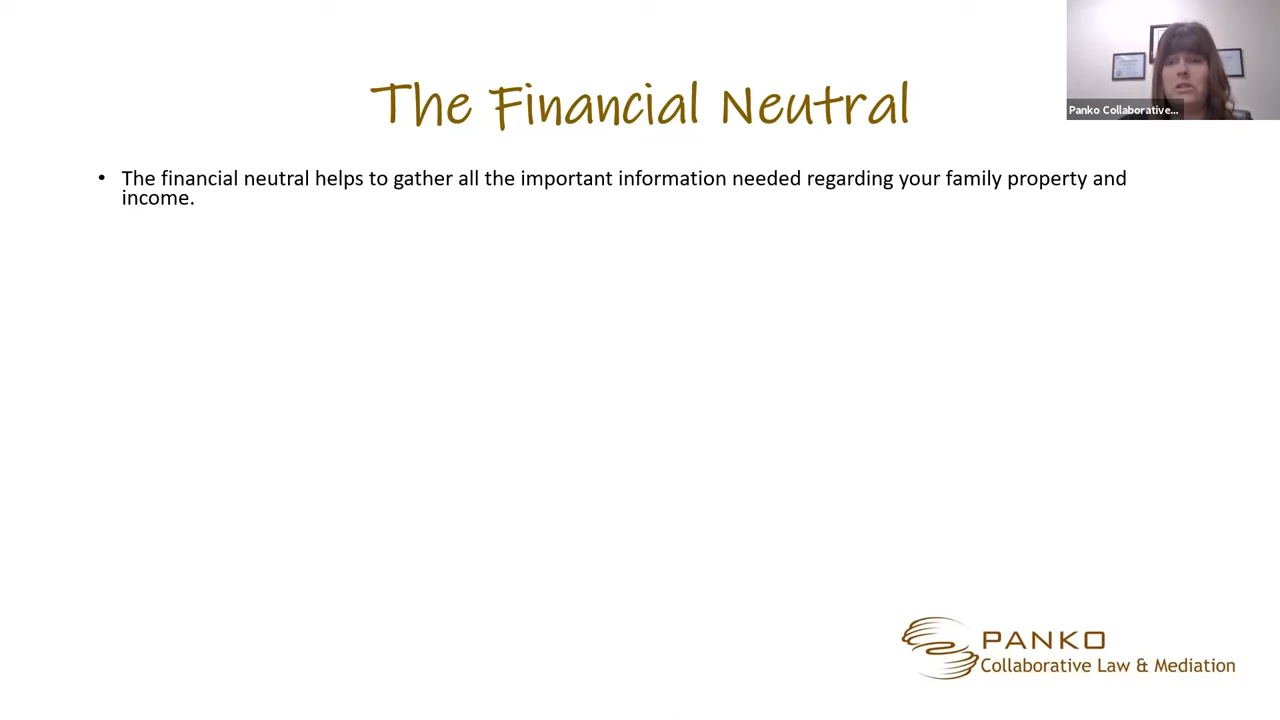 Panko Collaborative...
The Financial Neutral
• The financial neutral helps to gather all the important information needed regarding your family property and
income.
PANKO
Collaborative Law & Mediation